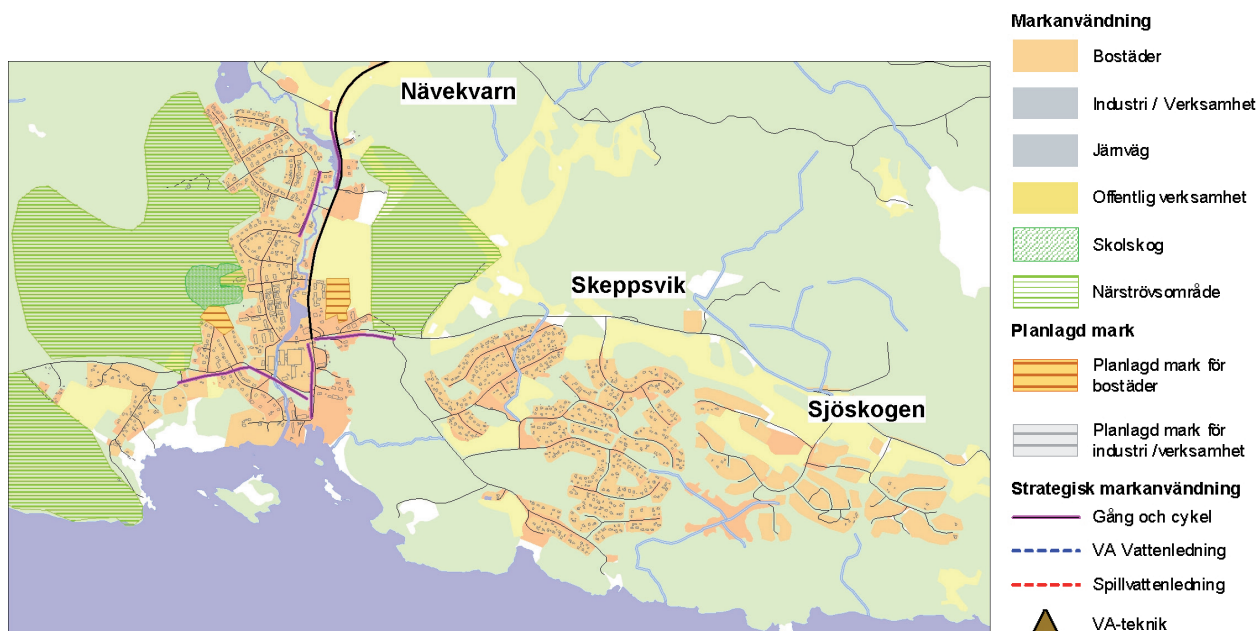 Nävekvarn
Skeppsvik
Sjöskogen
Markanvändning
Bostäder
Industri / Verksamhet
Järnväg
Offentlig verksamhet
Skolskog
Närströvsområde
Planlagd mark
Planlagd mark för
bostäder
Planlagd mark för
industri /verksamhet
Strategisk markanvändning
Gång och cykel
VA Vattenledning
Spillvattenledning
VA-teknik